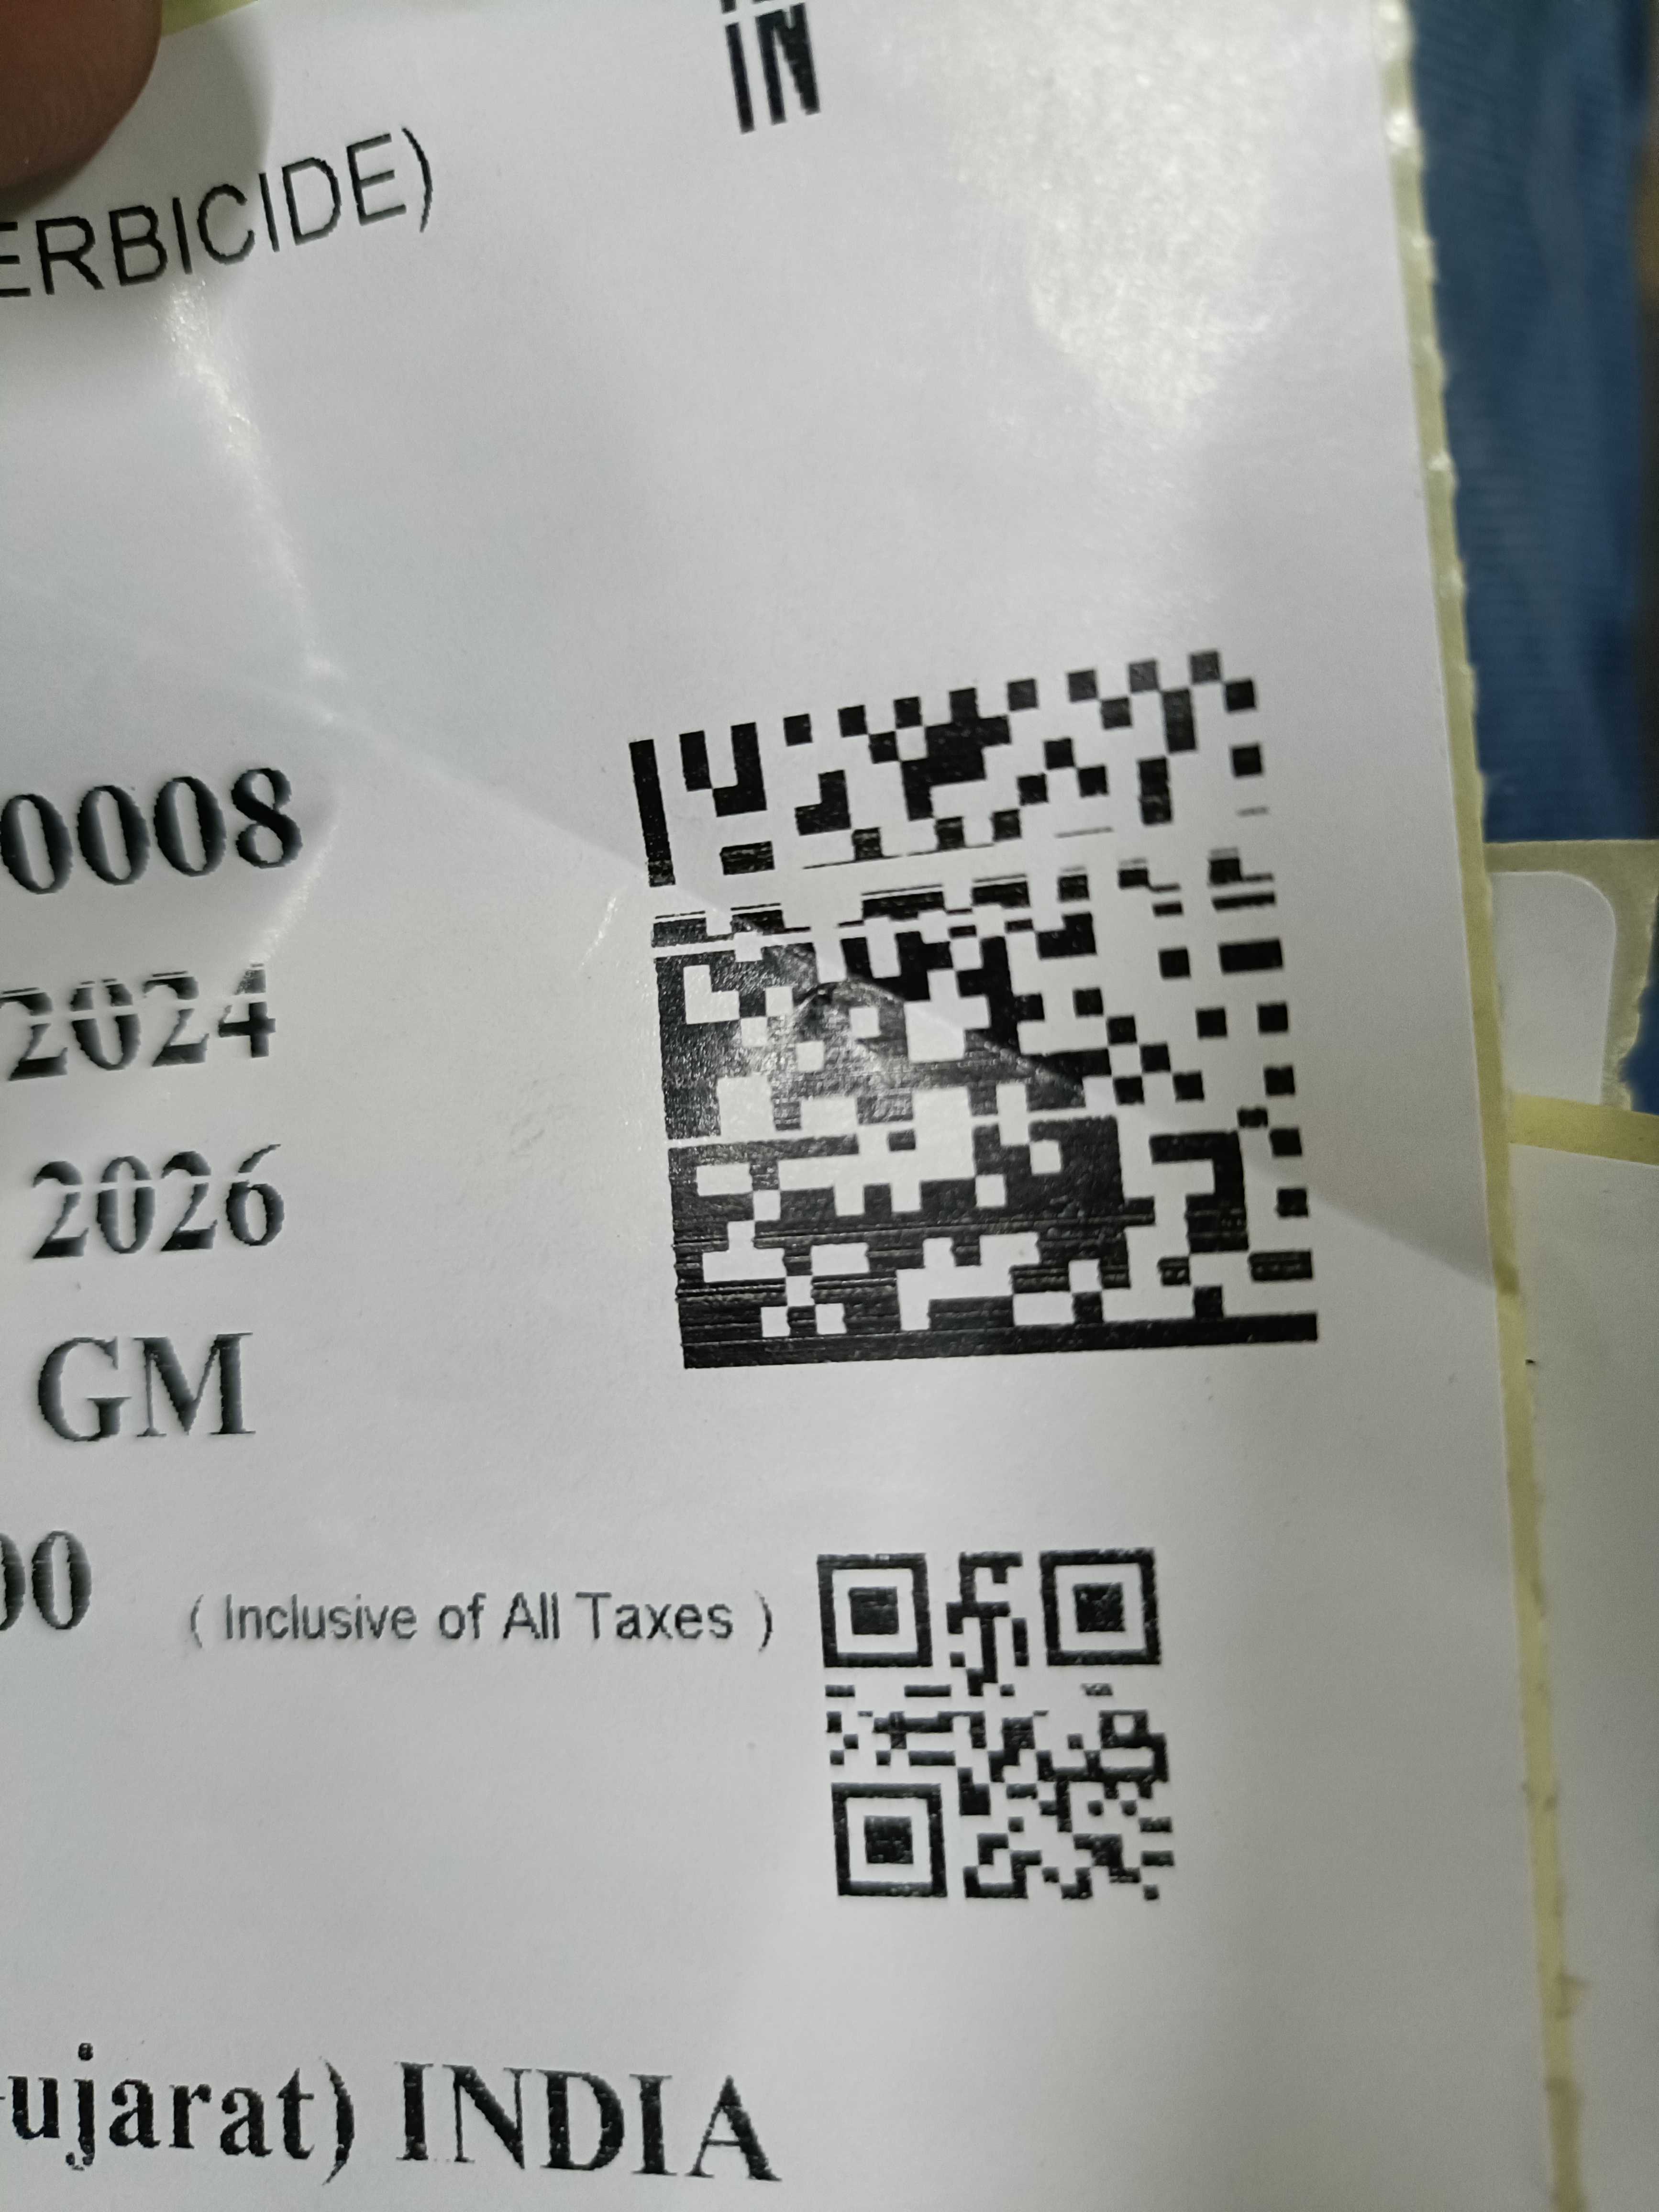 IN
ERBICIDE)
0008
2024
2026
GM
00
( Inclusive of All Taxes )
ujarat) INDIA